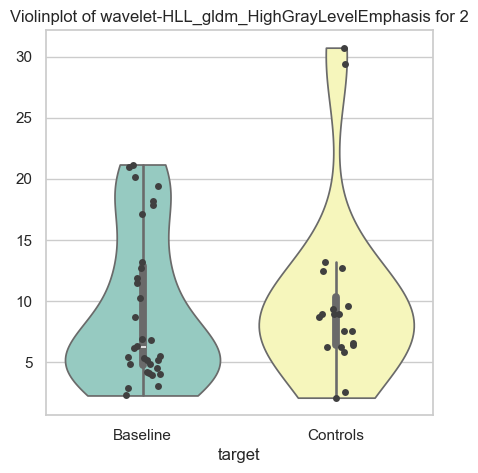 Violinplot of wavelet-HLL_gldm_HighGrayLevelEmphasis for 2
30
25
20
15
10
5
Baseline
Controls
target